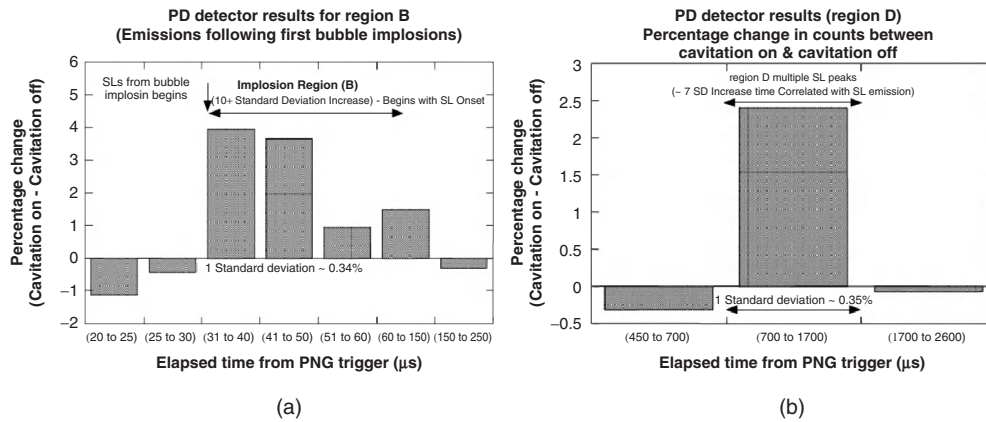 PD detector results for region B
(Emissions following first bubble implosions)
6
5
4
3
2
1
0
−1
−2
Percentage change
(Cavitation on - Cavitation off)
SLs from bubble
implosin begins
Implosion Region (B)
(10+ Standard Deviation Increase) - Begins with SL Onset
1 Standard deviation ~ 0.34%
(20 to 25) (25 to 30) (31 to 40) (41 to 50) (51 to 60) (60 to 150) (150 to 250)
Elapsed time from PNG trigger (μs)
(a)
PD detector results (region D)
Percentage change in counts between
cavitation on & cavitation off
3
2.5
2
1.5
1
0.5
0
-0.5
Percentage change
(Cavitation on - Cavitation off)
region D multiple SL peaks
(~ 7 SD Increase time Correlated with SL emission)
1 Standard deviation ~ 0.35%
(450 to 700) (700 to 1700) (1700 to 2600)
Elapsed time from PNG trigger (μs)
(b)